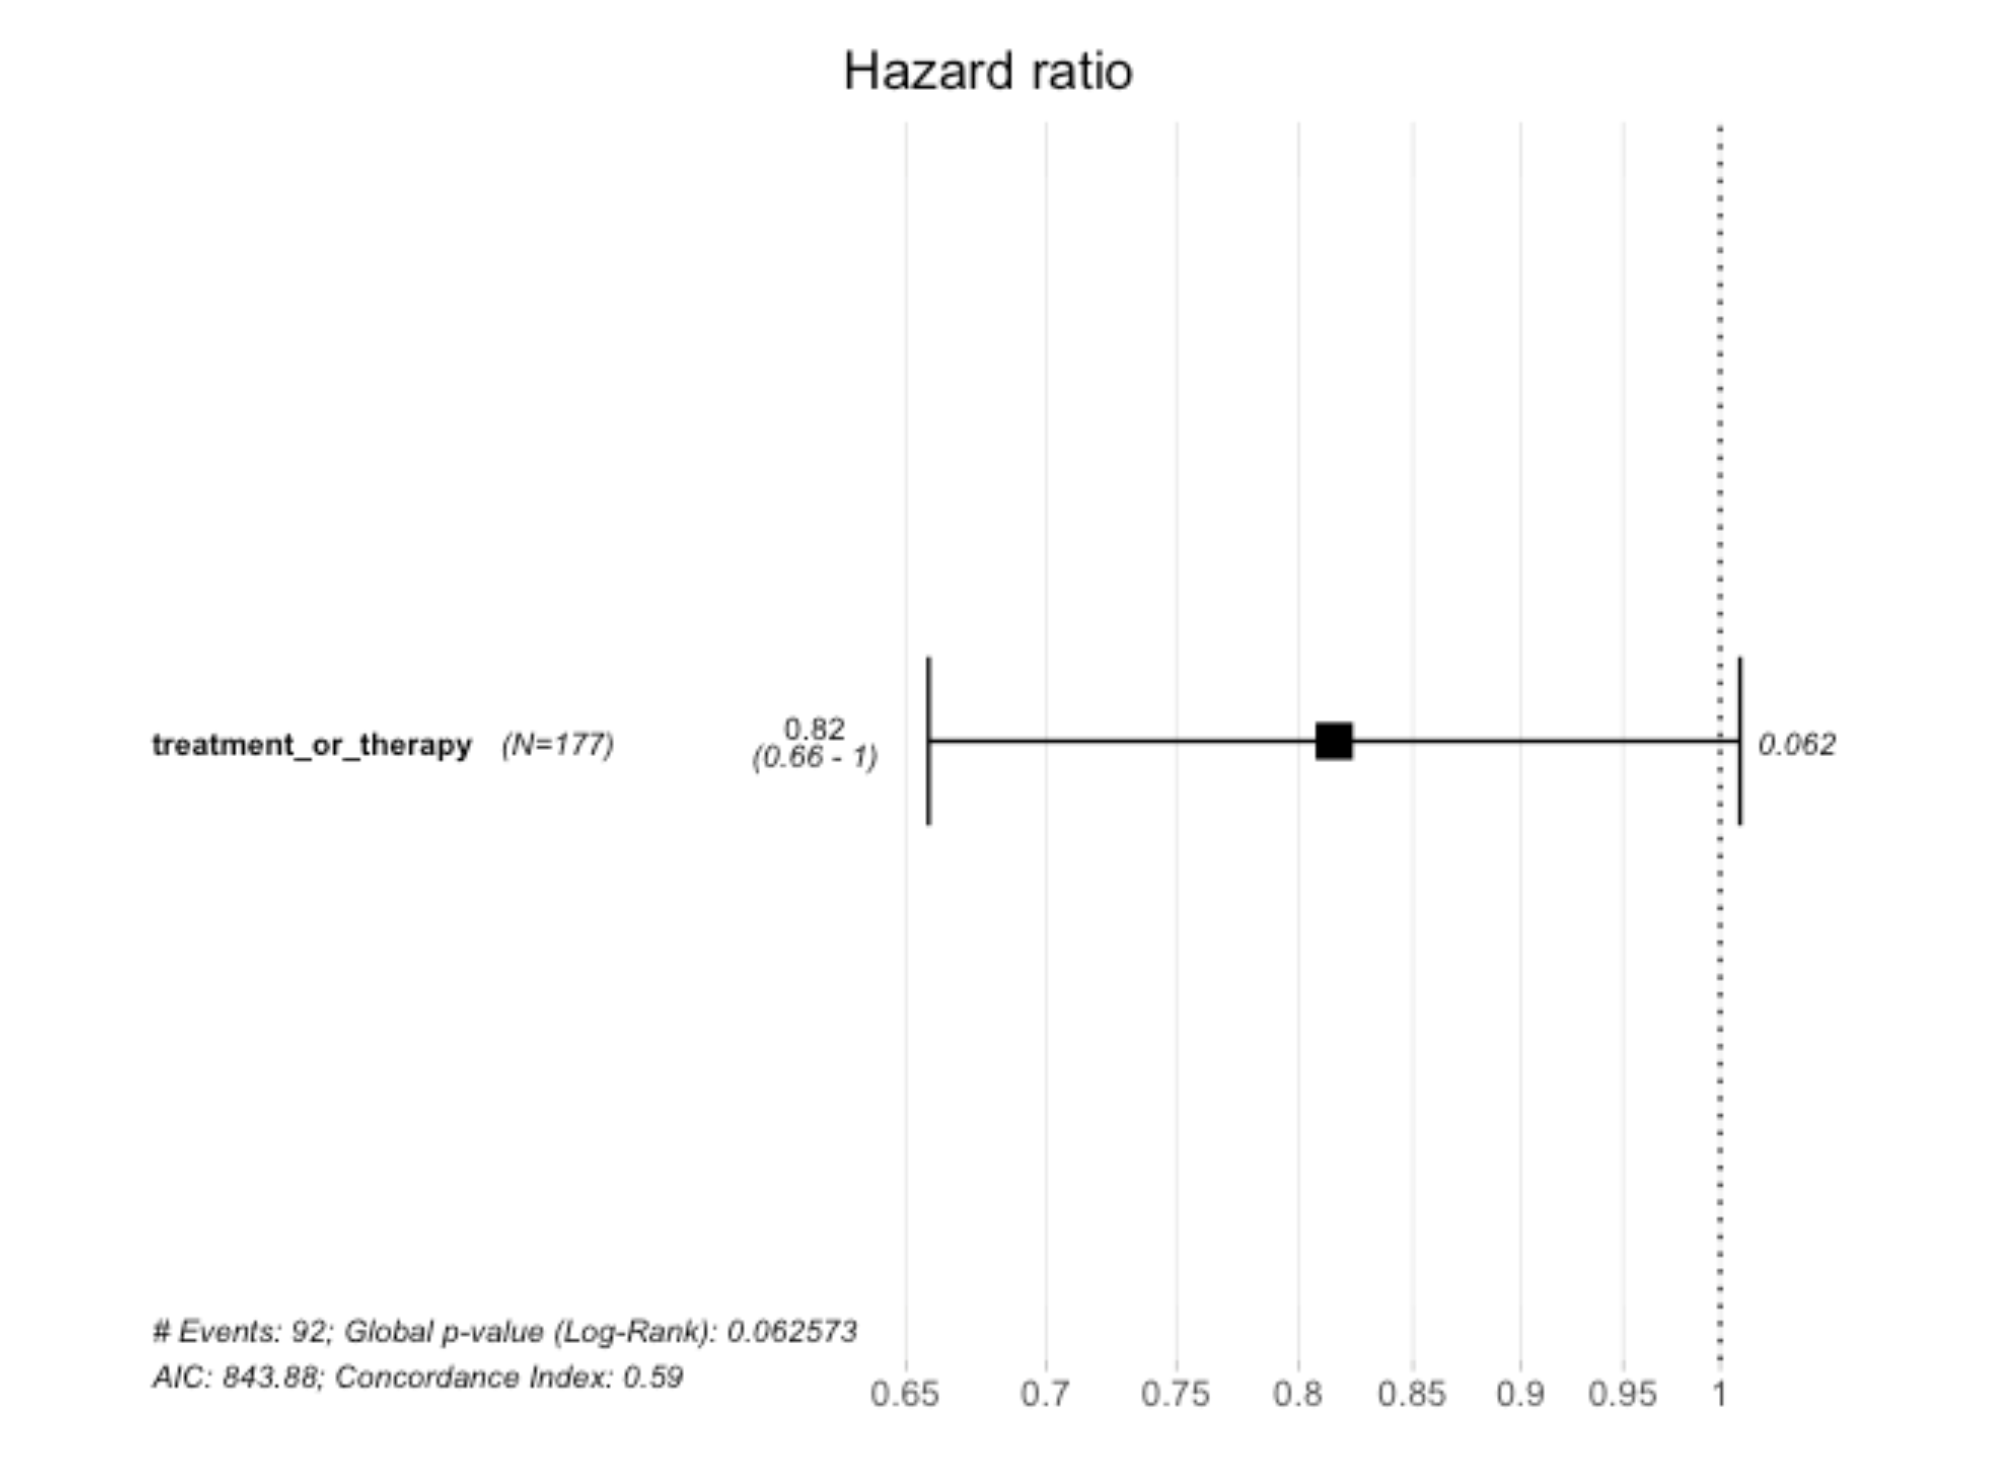 Hazard ratio
treatment_or_therapy (N=177)
0.82
(0.66 - 1)
0.062
# Events: 92; Global p-value (Log-Rank): 0.062573
AIC: 843.88; Concordance Index: 0.59
0.65 0.7 0.75 0.8 0.85 0.9 0.95 1